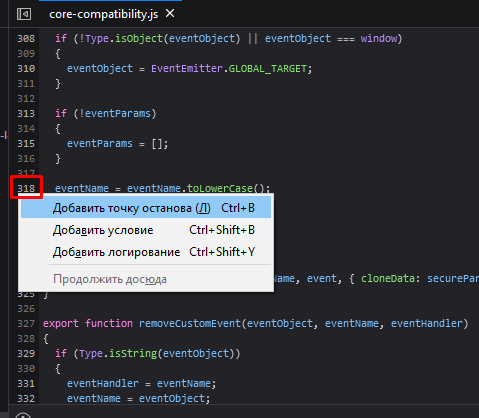 core-compatibility.js
308 if (!Type.isObject(eventObject) || eventObject === window)
309 {
310 eventObject = EventEmitter.GLOBAL_TARGET;
311 }
313 if (!eventParams)
314 {
315 eventParams = [];
316 }
317
318 eventName = eventName.toLowerCase();
Добавить точку останова (Л) Ctrl+B
Добавить условие Ctrl+Shift+B
Добавить логирование Ctrl+Shift+Y
Продолжить досюда
Name, event, { cloneData: securePar
325 }
327 export function removeCustomEvent(eventObject, eventName, eventHandler)
328 {
329 if (Type.isString(eventObject))
330 {
331 eventHandler = eventName;
332 eventName = eventObject;